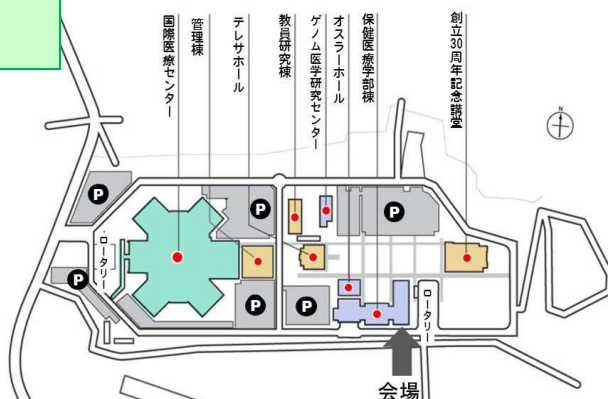 国際医療センター
管理棟
テレサホール
教員研究棟
ゲノム医学研究センター
オスラーホール
保健医療学部棟
創立30周年記念講堂
N
P
P
P
ロータリー
P
P
P
ロータリー
会場